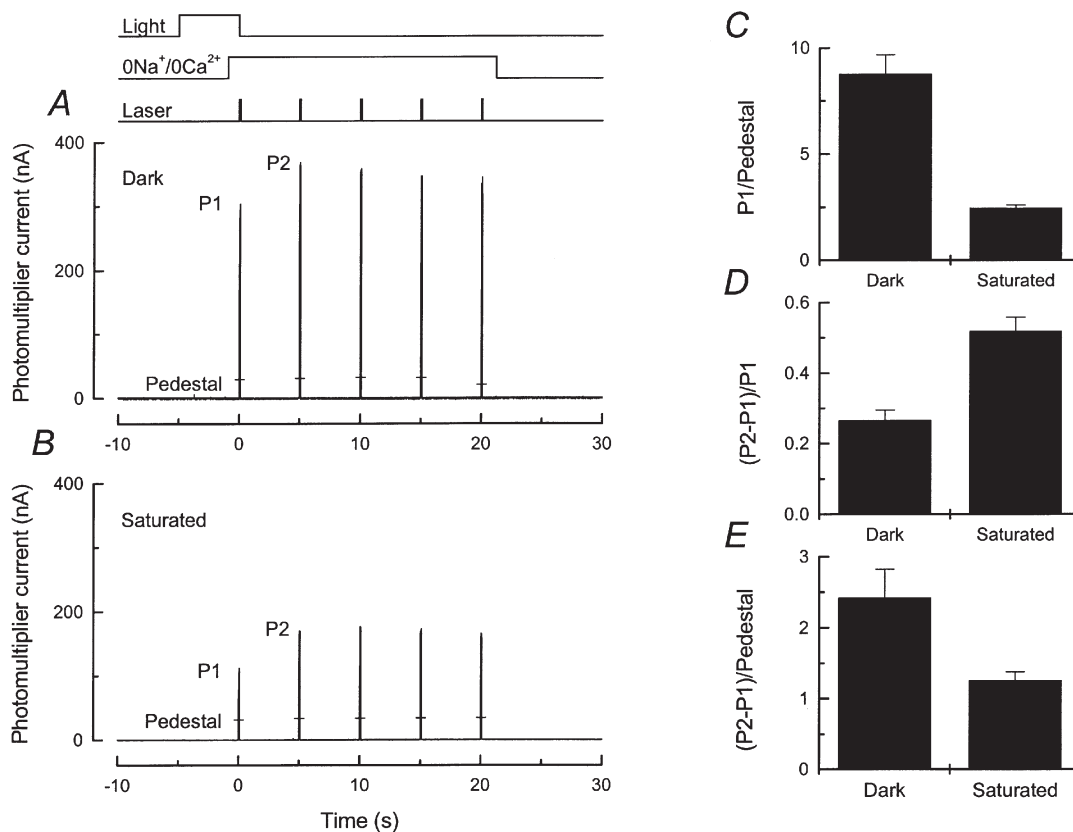 Light
0Na⁺/0Ca²⁺
Laser
A
Photomultiplier current (nA)
400
200
0
Dark
P1
P2
Pedestal
-10 0 10 20 30
B
Photomultiplier current (nA)
400
200
0
Saturated
P1
P2
Pedestal
-10 0 10 20 30
Time (s)
C
P1/Pedestal
10
5
0
Dark Saturated
D
(P2-P1)/P1
0.6
0.4
0.2
0.0
Dark Saturated
E
(P2-P1)/Pedestal
3
2
1
0
Dark Saturated